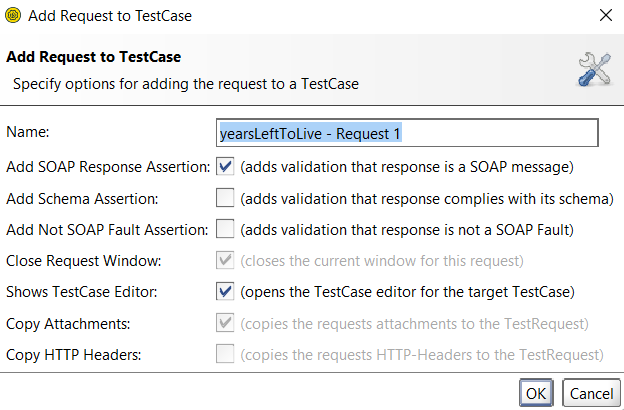 Add Request to TestCase
Add Request to TestCase
Specify options for adding the request to a TestCase
Name: yearsLeftToLive - Request 1
Add SOAP Response Assertion: (adds validation that response is a SOAP message)
Add Schema Assertion: (adds validation that response complies with its schema)
Add Not SOAP Fault Assertion: (adds validation that response is not a SOAP Fault)
Close Request Window: (closes the current window for this request)
Shows TestCase Editor: (opens the TestCase editor for the target TestCase)
Copy Attachments: (copies the requests attachments to the TestRequest)
Copy HTTP Headers: (copies the requests HTTP-Headers to the TestRequest)
OK Cancel